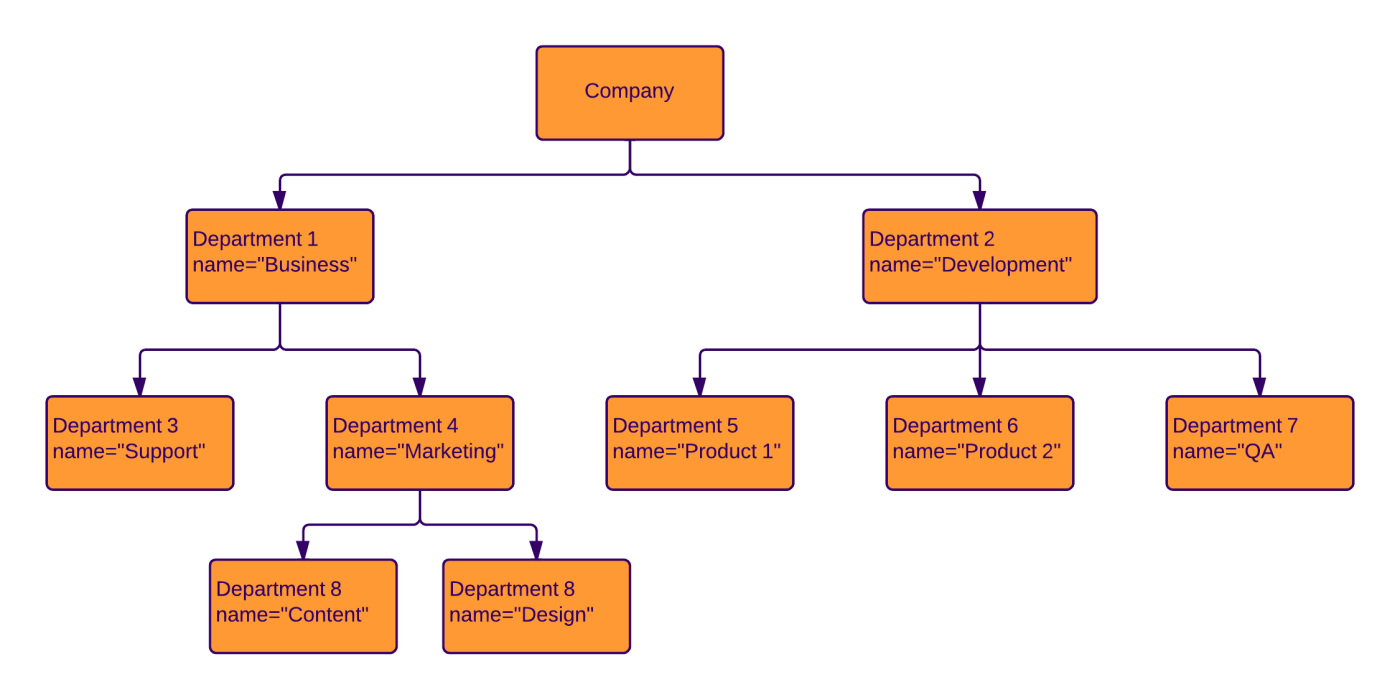 Company
Department 1
name="Business"
Department 2
name="Development"
Department 3
name="Support"
Department 4
name="Marketing"
Department 5
name="Product 1"
Department 6
name="Product 2"
Department 7
name="QA"
Department 8
name="Content"
Department 8
name="Design"